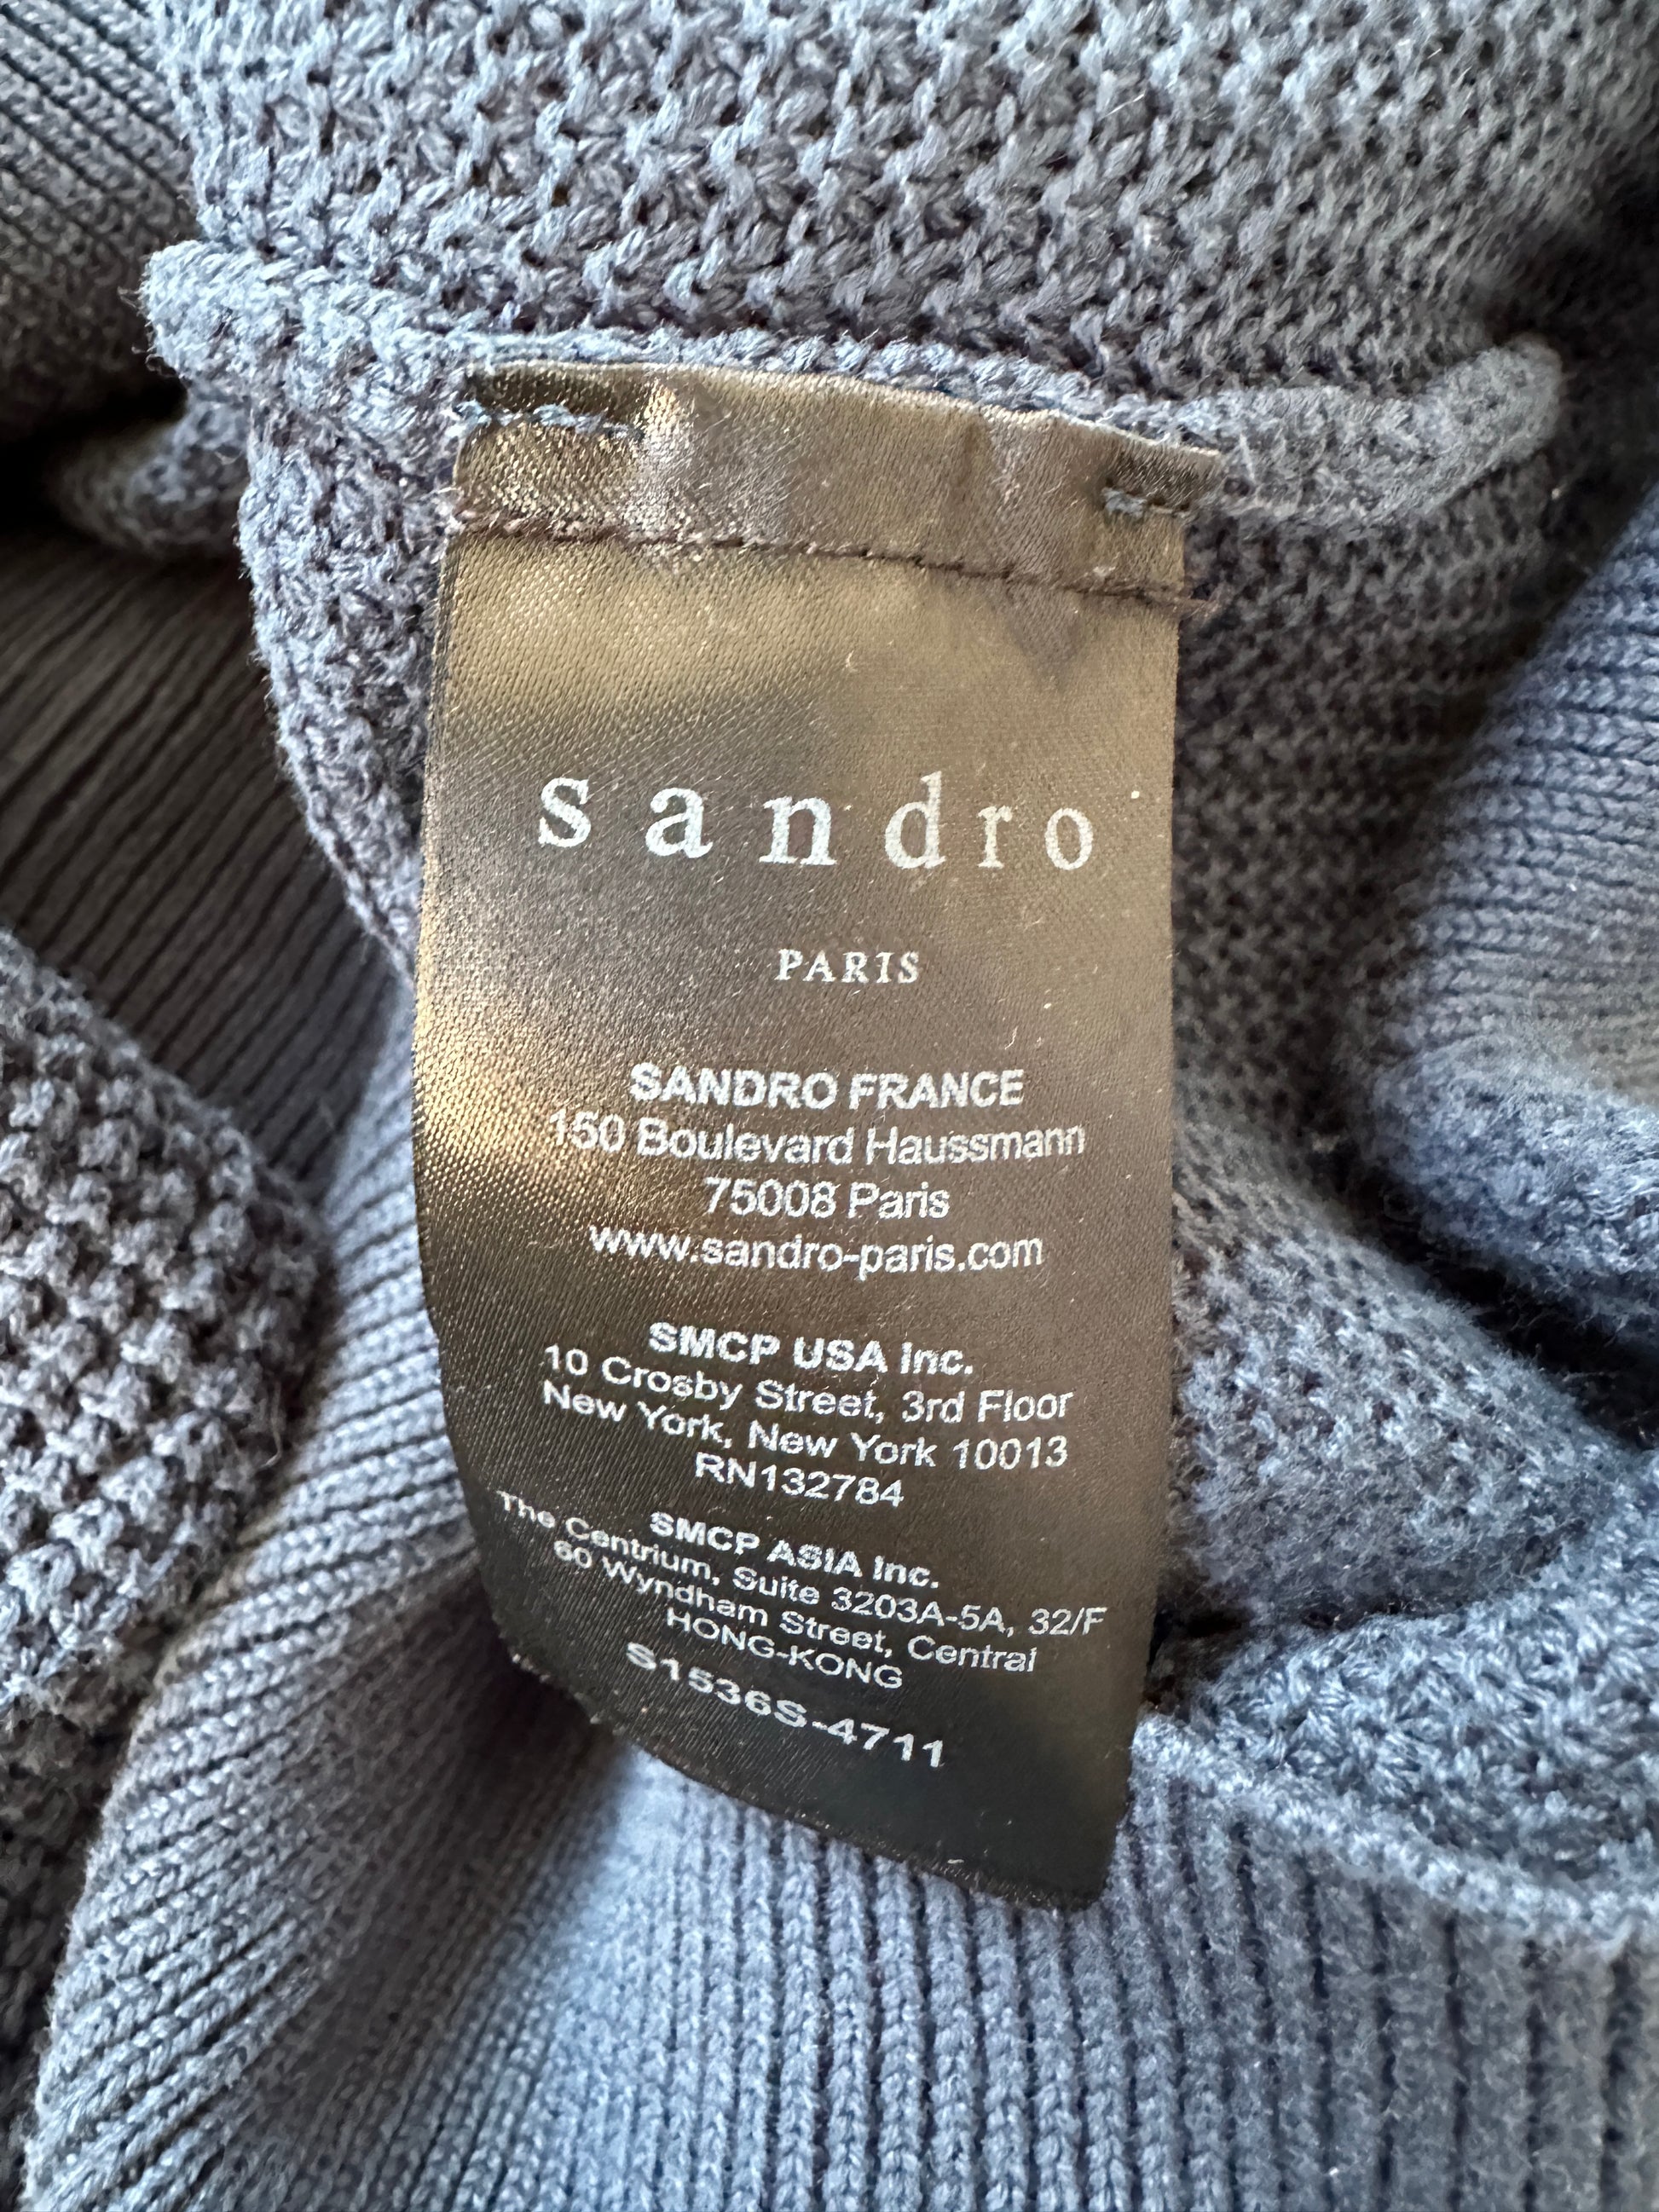 sandro
PARIS
SANDRO FRANCE
150 Boulevard Haussmann
75008 Paris
www.sandro-paris.com
SMCP USA Inc.
10 Crosby Street, 3rd Floor
New York, New York 10013
RN132784
SMCP ASIA Inc.
The Centrium, Suite 3203A-5A, 32/F
60 Wyndham Street, Central
HONG-KONG
S1536S-4711